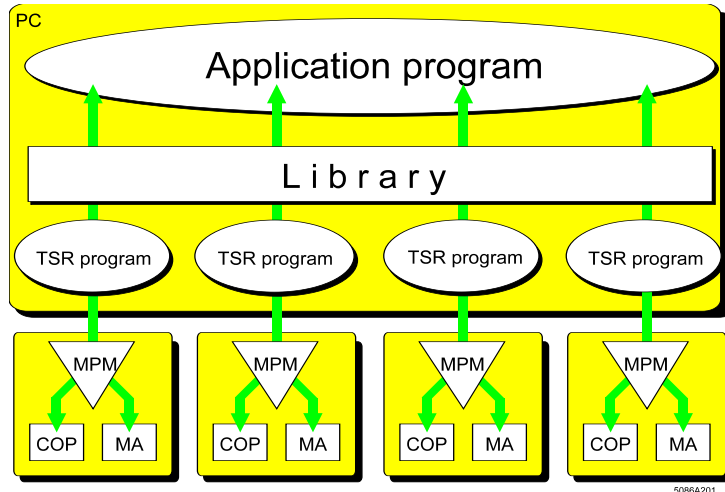 PC
Application program
Library
TSR program TSR program TSR program TSR program
MPM MPM MPM MPM
COP MA COP MA COP MA COP MA
5086A201